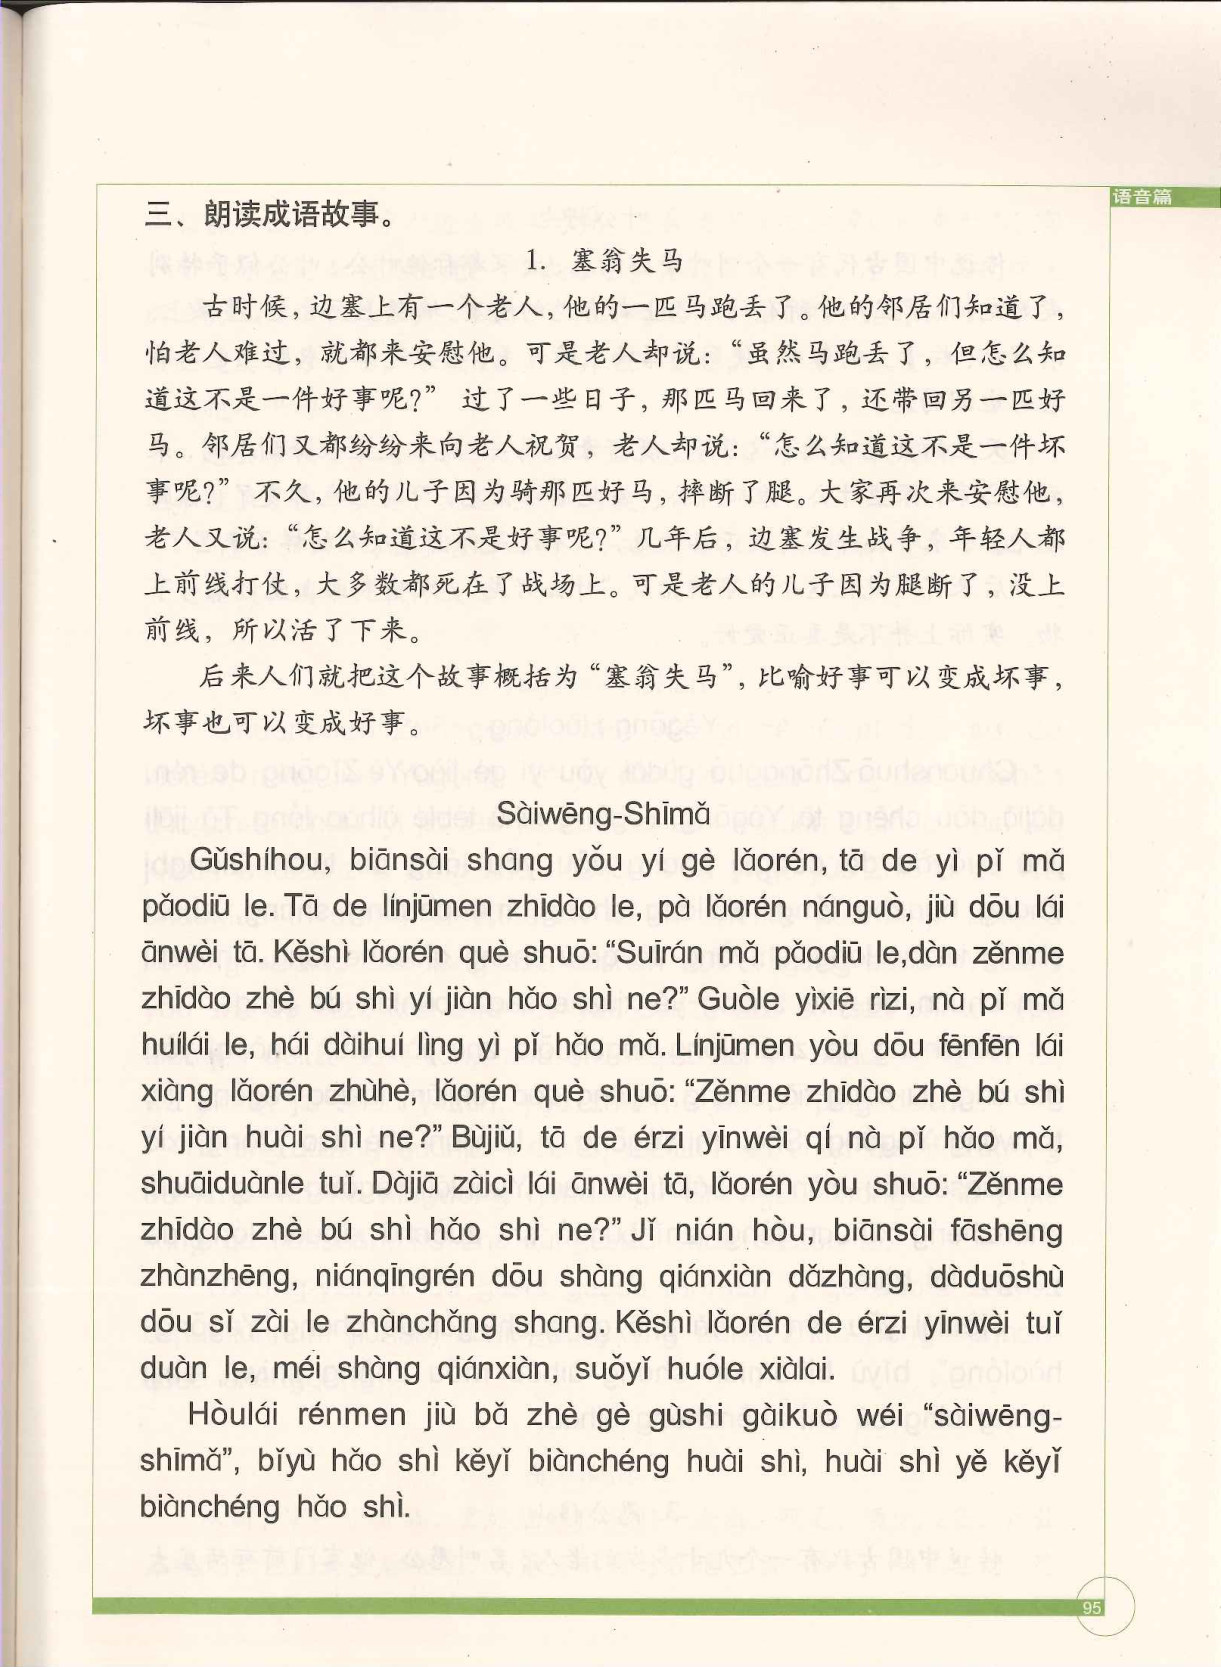 语音篇
三、朗读成语故事。
1. 塞翁失马
古时候，边塞上有一个老人，他的一匹马跑丢了。他的邻居们知道了，
怕老人难过，就都来安慰他。可是老人却说：“虽然马跑丢了，但怎么知
道这不是一件好事呢?” 过了一些日子，那匹马回来了，还带回另一匹好
马。邻居们又都纷纷来向老人祝贺，老人却说：“怎么知道这不是一件坏
事呢?” 不久，他的儿子因为骑那匹好马，摔断了腿。大家再次来安慰他，
老人又说：“怎么知道这不是好事呢?”几年后，边塞发生战争，年轻人都
上前线打仗，大多数都死在了战场上。可是老人的儿子因为腿断了，没上
前线，所以活了下来。
后来人们就把这个故事概括为“塞翁失马”，比喻好事可以变成坏事，
坏事也可以变成好事。
Sàiwēng-Shīmǎ
Gǔshíhou, biānsài shang yǒu yí gè lǎorén, tā de yì pǐ mǎ
pǎodiū le. Tā de línjūmen zhīdào le, pà lǎorén nánguò, jiù dōu lái
ānwèi tā. Kěshì lǎorén què shuō: “Suīrán mǎ pǎodiū le,dàn zěnme
zhīdào zhè bú shì yí jiàn hǎo shì ne?” Guòle yìxiē rìzi, nà pǐ mǎ
huílái le, hái dàihuí lìng yì pǐ hǎo mǎ. Línjūmen yòu dōu fēnfēn lái
xiàng lǎorén zhùhè, lǎorén què shuō: “Zěnme zhīdào zhè bú shì
yí jiàn huài shì ne?” Bùjiǔ, tā de érzi yīnwèi qí nà pǐ hǎo mǎ,
shuāiduànle tuǐ. Dàjiā zàicì lái ānwèi tā, lǎorén yòu shuō: “Zěnme
zhīdào zhè bú shì hǎo shì ne?” Jǐ nián hòu, biānsài fāshēng
zhànzhēng, niánqīngrén dōu shàng qiánxiàn dǎzhàng, dàduōshù
dōu sǐ zài le zhànchǎng shang. Kěshì lǎorén de érzi yīnwèi tuǐ
duàn le, méi shàng qiánxiàn, suǒyǐ huóle xiàlai.
Hòulái rénmen jiù bǎ zhè gè gùshi gàikuò wéi “sàiwēng-
shīmǎ”, bǐyù hǎo shì kěyǐ biànchéng huài shì, huài shì yě kěyǐ
biànchéng hǎo shì.
95